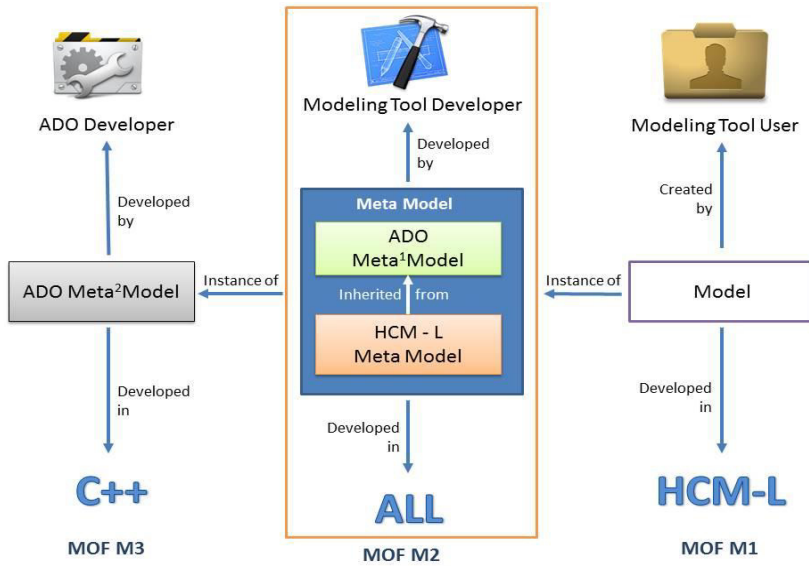 ADO Developer
Developed
by
ADO Meta²Model
Developed
in
C++
MOF M3
Instance of
Modeling Tool Developer
Developed
by
Meta Model
ADO
Meta¹Model
Inherited from
HCM - L
Meta Model
Developed
in
ALL
MOF M2
Instance of
Modeling Tool User
Created
by
Model
Developed
in
HCM-L
MOF M1